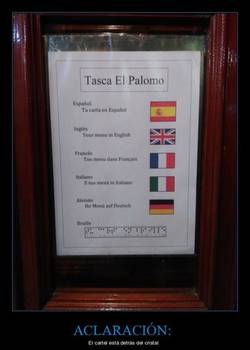 Tasca El Palomo
Español
Tu carta en Español
Inglés
Your menu in English
Francés
Ton menu dans Français
Italiano
Il tuo menú in Italiano
Alemán
Ihr Menü auf Deutsch
Braille
ACLARACIÓN:
El cartel está detrás del cristal